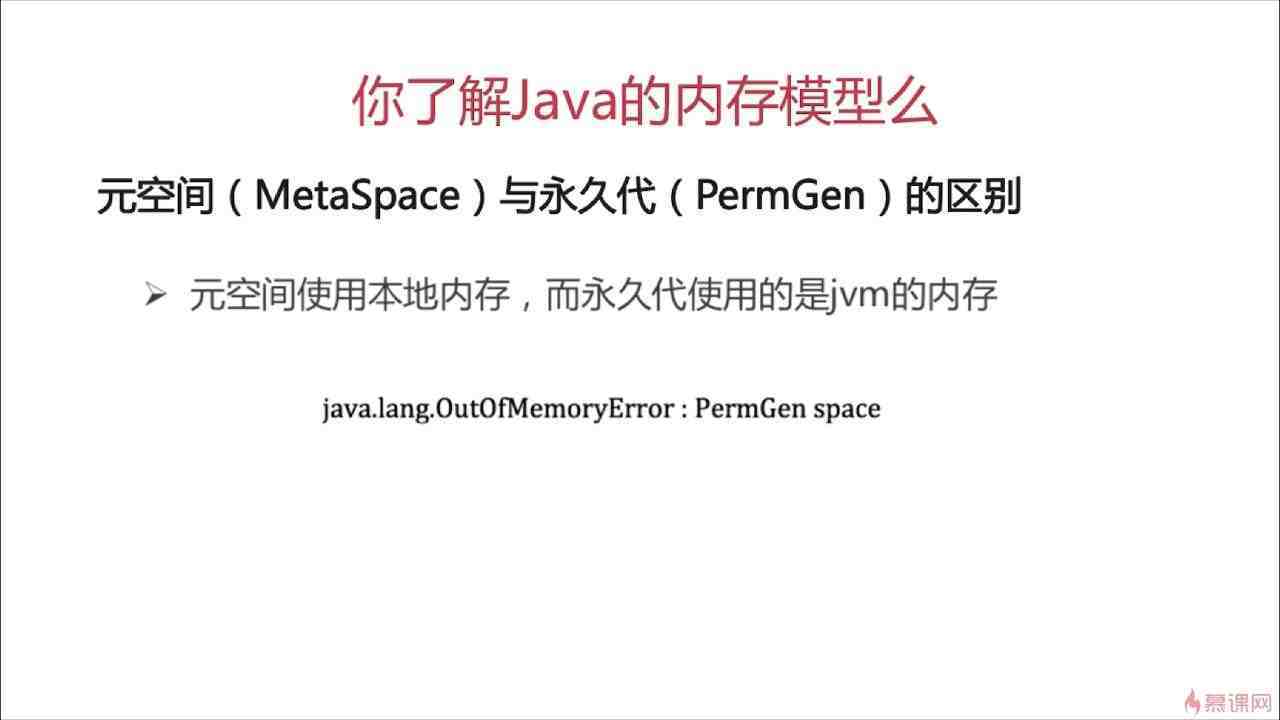 你了解Java的内存模型么
元空间（MetaSpace）与永久代（PermGen）的区别
元空间使用本地内存，而永久代使用的是jvm的内存
java.lang.OutOfMemoryError : PermGen space
慕课网